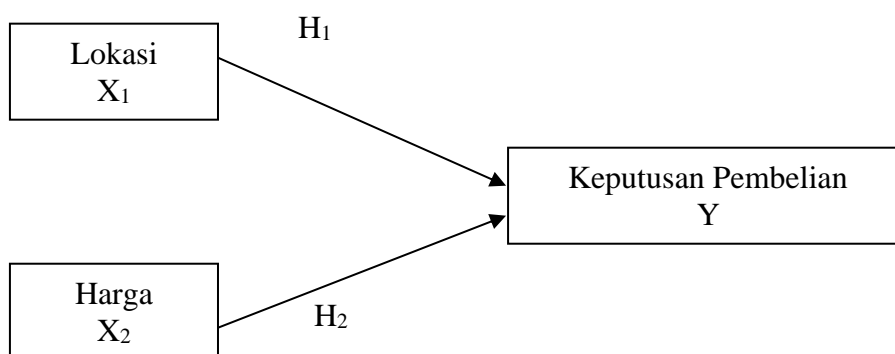 H₁
Lokasi
X₁
Keputusan Pembelian
Y
Harga
X₂
H₂